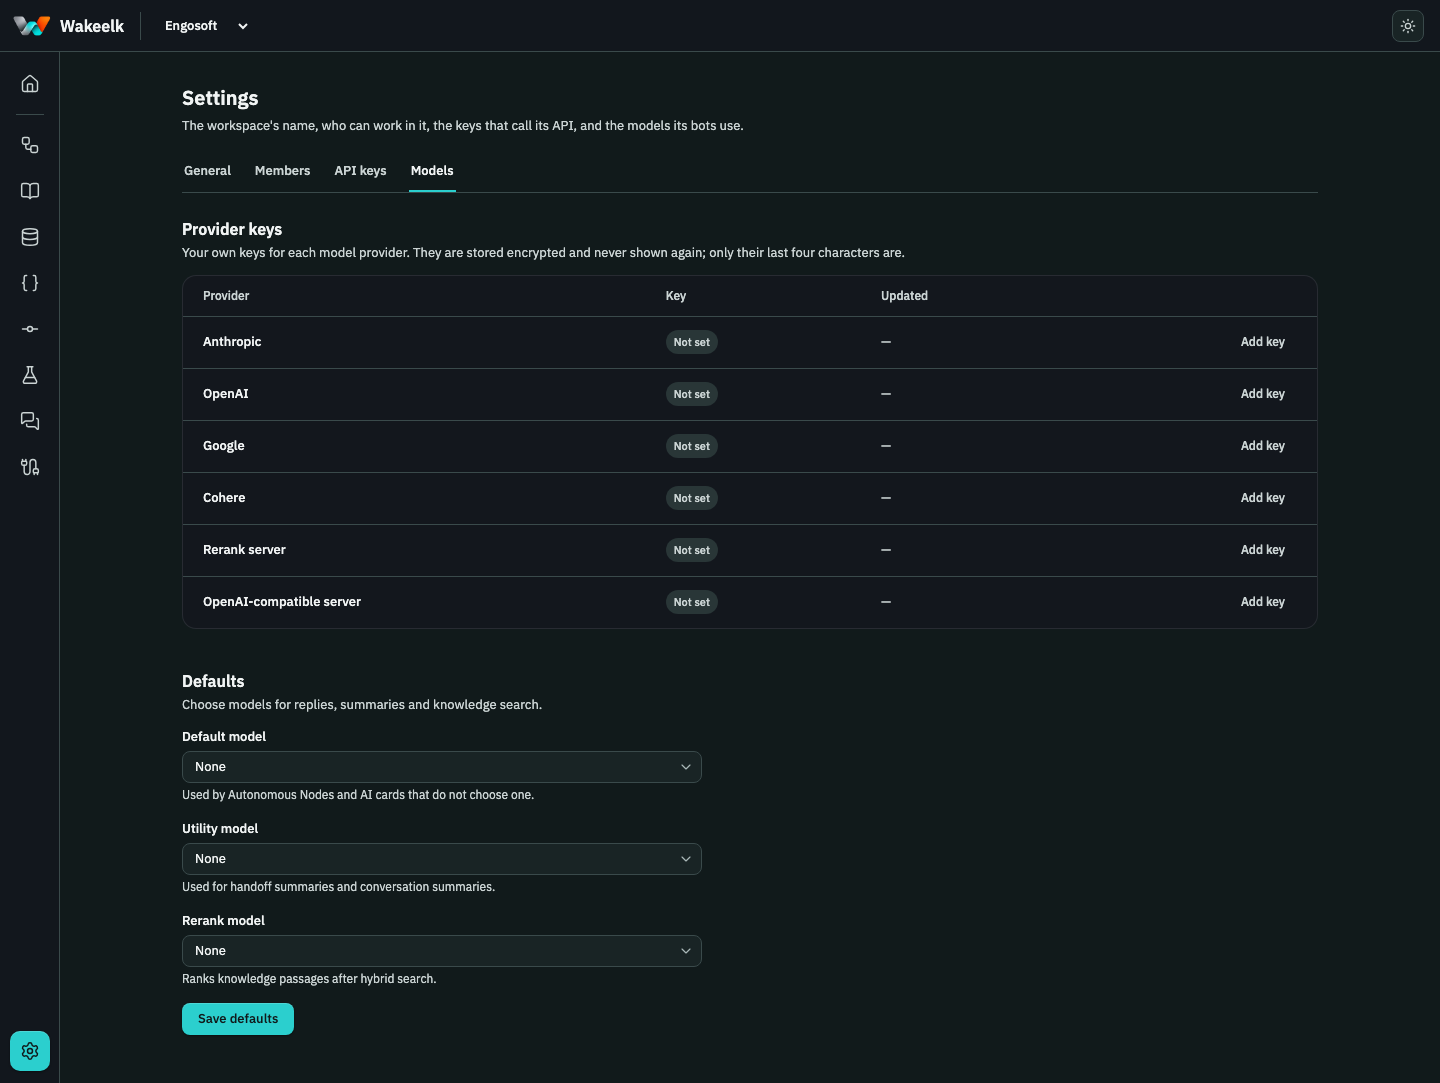 Wakeelk
Engosoft
Settings
The workspace's name, who can work in it, the keys that call its API, and the models its bots use.
General Members API keys Models
Provider keys
Your own keys for each model provider. They are stored encrypted and never shown again; only their last four characters are.
Provider Key Updated
Anthropic Not set — Add key
OpenAI Not set — Add key
Google Not set — Add key
Cohere Not set — Add key
Rerank server Not set — Add key
OpenAI-compatible server Not set — Add key
Defaults
Choose models for replies, summaries and knowledge search.
Default model
None
Used by Autonomous Nodes and AI cards that do not choose one.
Utility model
None
Used for handoff summaries and conversation summaries.
Rerank model
None
Ranks knowledge passages after hybrid search.
Save defaults